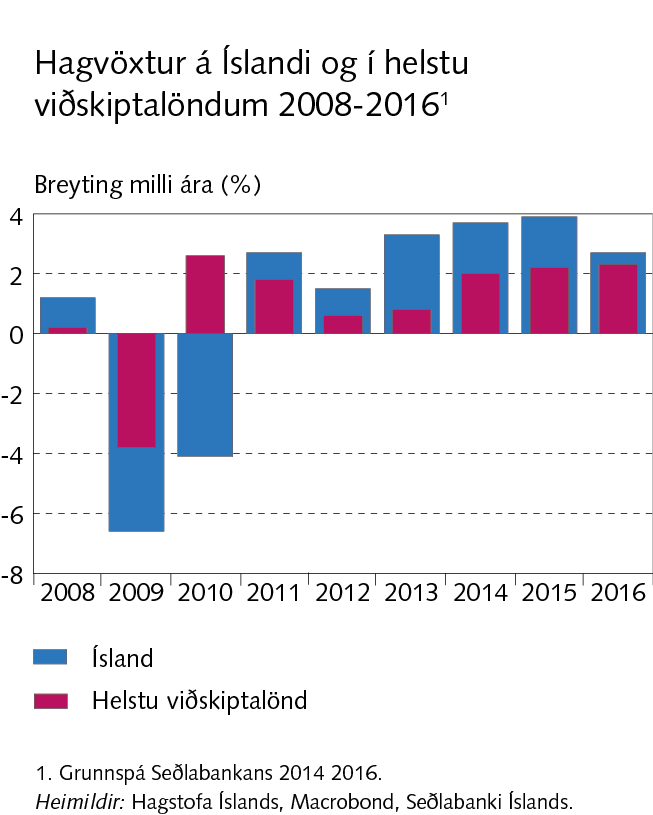 Hagvöxtur á Íslandi og í helstu
viðskiptalöndum 2008-2016¹
Breyting milli ára (%)
4
2
0
-2
-4
-6
-8
2008 2009 2010 2011 2012 2013 2014 2015 2016
Ísland
Helstu viðskiptalönd
1. Grunnspá Seðlabankans 2014 2016.
Heimildir: Hagstofa Íslands, Macrobond, Seðlabanki Íslands.